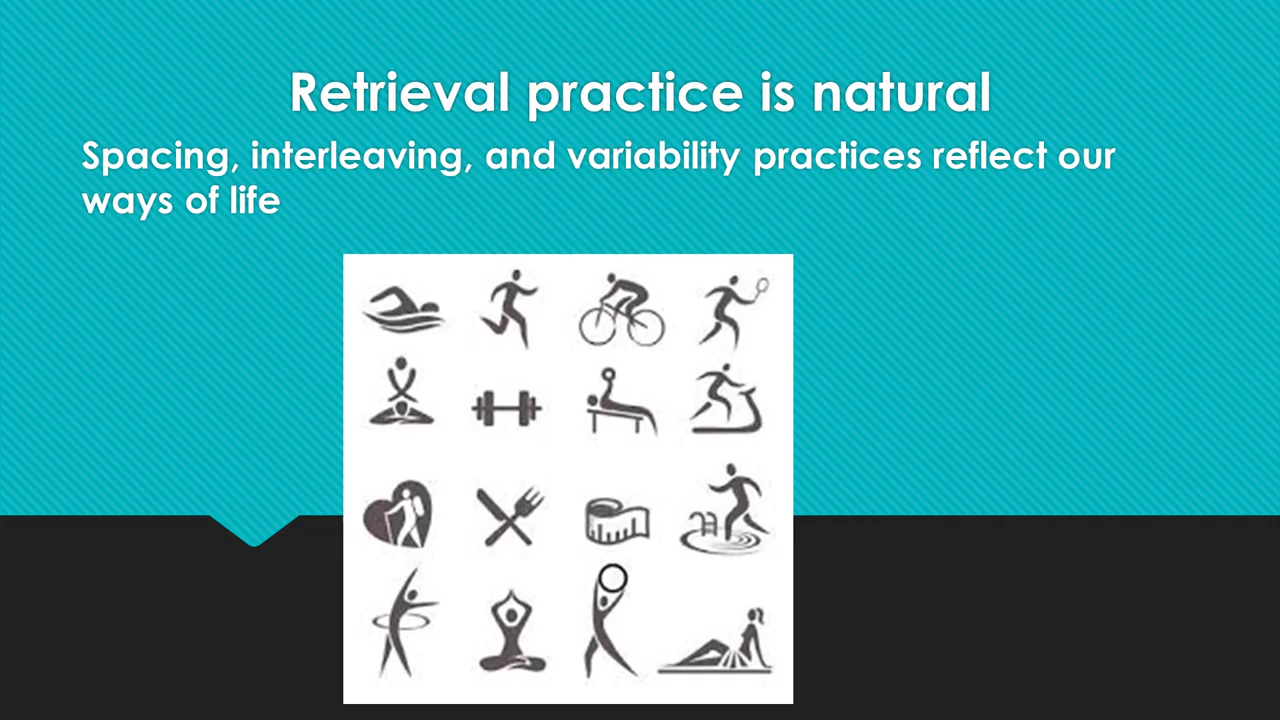 Retrieval practice is natural
Spacing, interleaving, and variability practices reflect our
ways of life